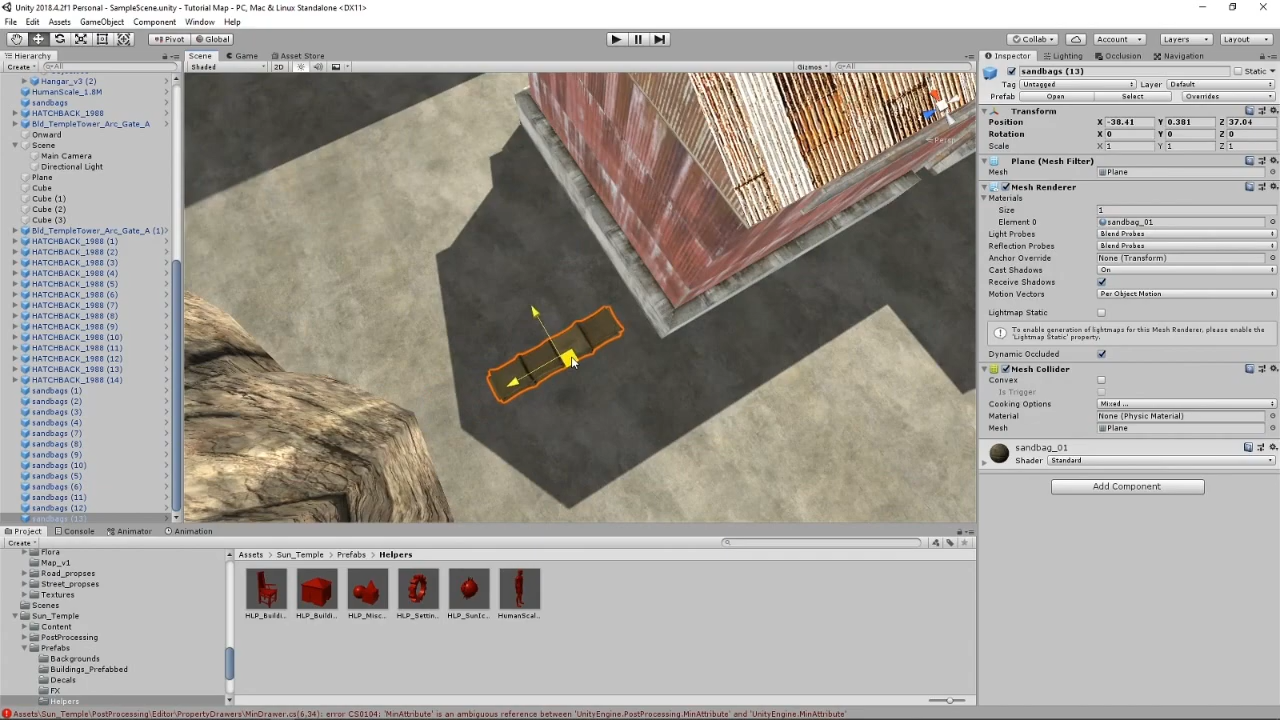 Unity 2018.4.2f1 Personal - SampleScene.unity - Tutorial Map - PC, Mac & Linux Standalone <DX11>
File Edit Assets GameObject Component Window Help
Pivot Global Collab Account Layers Layout
Hierarchy Scene Game Asset Store Inspector Lighting Occlusion Navigation
Create All Shaded 2D Gizmos All
sandbags (13) Static
Tag Untagged Layer Default
Prefab Open Select Overrides
Transform
Position X -38.41 Y 0.381 Z 37.04
Rotation X 0 Y 0 Z 0
Scale X 1 Y 1 Z 1
Plane (Mesh Filter)
Mesh Plane
Mesh Renderer
Materials
Size 1
Element 0 sandbag_01
Light Probes Blend Probes
Reflection Probes Blend Probes
Anchor Override None (Transform)
Cast Shadows On
Receive Shadows
Motion Vectors Per Object Motion
Lightmap Static
To enable generation of lightmaps for this Mesh Renderer, please enable the
'Lightmap Static' property.
Dynamic Occluded
Mesh Collider
Convex
Is Trigger
Cooking Options Mixed ...
Material None (Physic Material)
Mesh Plane
sandbag_01
Shader Standard
Add Component
Persp
Hangar_v3 (2)
HumanScale_1.8M
sandbags
HATCHBACK_1988
Bld_TempleTower_Arc_Gate_A
Onward
Scene
Main Camera
Directional Light
Plane
Cube
Cube (1)
Cube (2)
Cube (3)
Bld_TempleTower_Arc_Gate_A (1)
HATCHBACK_1988 (1)
HATCHBACK_1988 (2)
HATCHBACK_1988 (3)
HATCHBACK_1988 (4)
HATCHBACK_1988 (5)
HATCHBACK_1988 (6)
HATCHBACK_1988 (7)
HATCHBACK_1988 (8)
HATCHBACK_1988 (9)
HATCHBACK_1988 (10)
HATCHBACK_1988 (11)
HATCHBACK_1988 (12)
HATCHBACK_1988 (13)
HATCHBACK_1988 (14)
sandbags (1)
sandbags (2)
sandbags (3)
sandbags (4)
sandbags (7)
sandbags (8)
sandbags (9)
sandbags (10)
sandbags (5)
sandbags (6)
sandbags (11)
sandbags (12)
sandbags (13)
Project Console Animator Animation
Create
Flora
Map_v1
Road_propses
Street_propses
Textures
Scenes
Sun_Temple
Content
PostProcessing
Prefabs
Backgrounds
Buildings_Prefabbed
Decals
FX
Helpers
Assets Sun_Temple Prefabs Helpers
HLP_Buildi.. HLP_Buildi.. HLP_Misc.. HLP_Settin.. HLP_SunIc.. HumanScal..
Assets\Sun_Temple\PostProcessing\Editor\PropertyDrawers\MinDrawer.cs(6,34): error CS0104: 'MinAttribute' is an ambiguous reference between 'UnityEngine.PostProcessing.MinAttribute' and 'UnityEngine.MinAttribute'